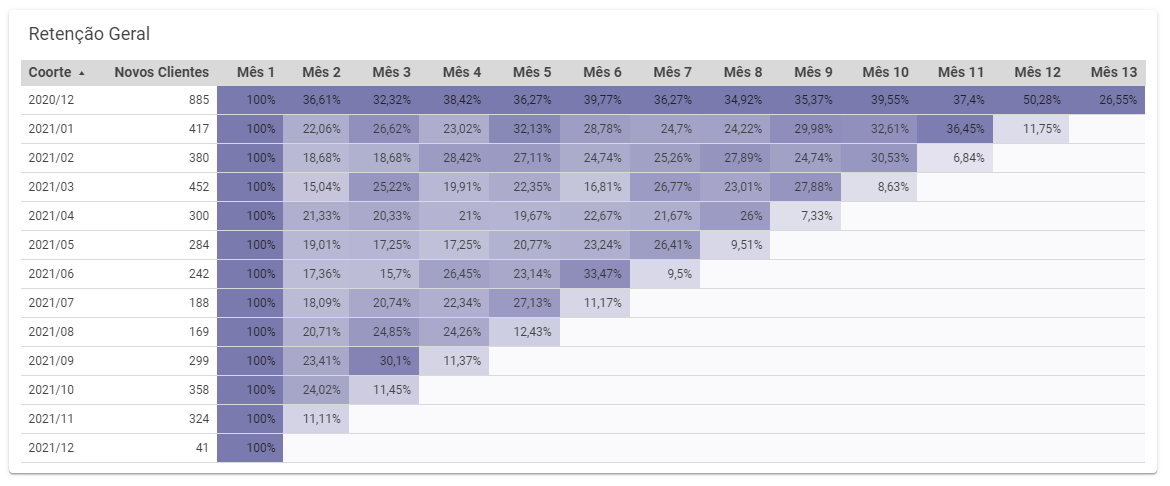 Retenção Geral
Coorte ▲ Novos Clientes Mês 1 Mês 2 Mês 3 Mês 4 Mês 5 Mês 6 Mês 7 Mês 8 Mês 9 Mês 10 Mês 11 Mês 12 Mês 13
2020/12 885 100% 36,61% 32,32% 38,42% 36,27% 39,77% 36,27% 34,92% 35,37% 39,55% 37,4% 50,28% 26,55%
2021/01 417 100% 22,06% 26,62% 23,02% 32,13% 28,78% 24,7% 24,22% 29,98% 32,61% 36,45% 11,75%
2021/02 380 100% 18,68% 18,68% 28,42% 27,11% 24,74% 25,26% 27,89% 24,74% 30,53% 6,84%
2021/03 452 100% 15,04% 25,22% 19,91% 22,35% 16,81% 26,77% 23,01% 27,88% 8,63%
2021/04 300 100% 21,33% 20,33% 21% 19,67% 22,67% 21,67% 26% 7,33%
2021/05 284 100% 19,01% 17,25% 17,25% 20,77% 23,24% 26,41% 9,51%
2021/06 242 100% 17,36% 15,7% 26,45% 23,14% 33,47% 9,5%
2021/07 188 100% 18,09% 20,74% 22,34% 27,13% 11,17%
2021/08 169 100% 20,71% 24,85% 24,26% 12,43%
2021/09 299 100% 23,41% 30,1% 11,37%
2021/10 358 100% 24,02% 11,45%
2021/11 324 100% 11,11%
2021/12 41 100%